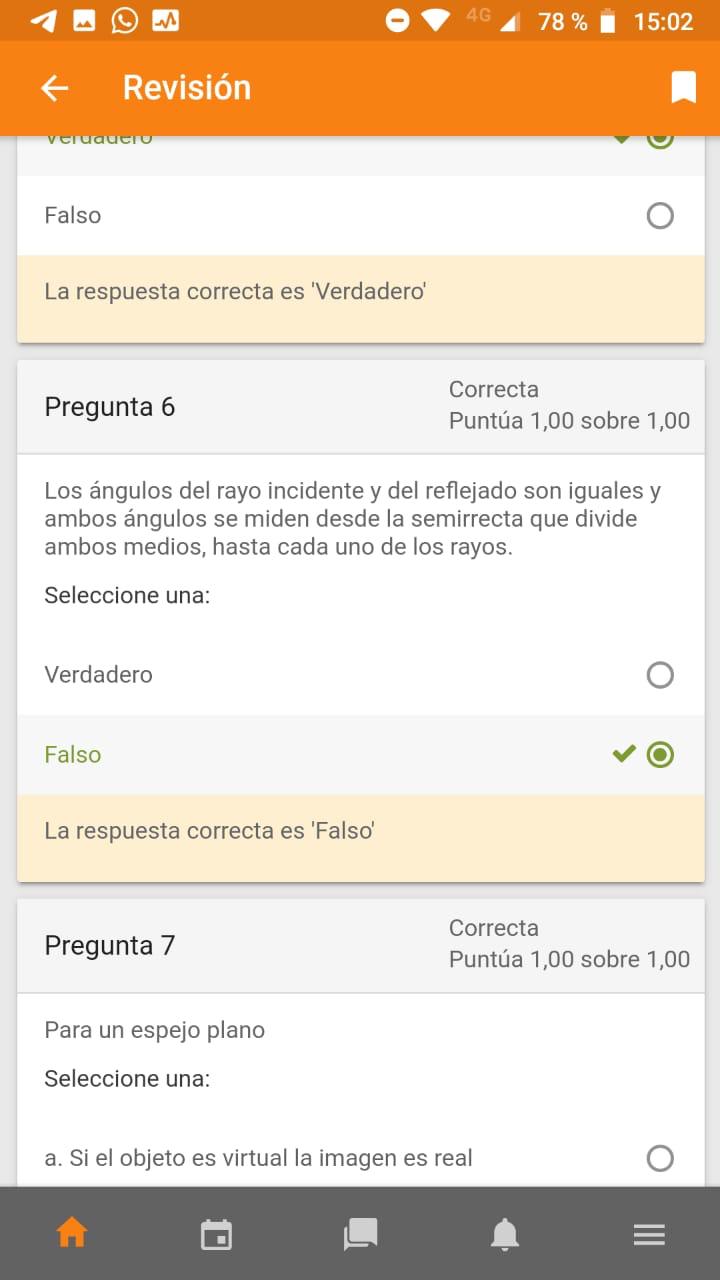 4G 78 % 15:02
Revisión
Verdadero
Falso
La respuesta correcta es 'Verdadero'
Pregunta 6
Correcta
Puntúa 1,00 sobre 1,00
Los ángulos del rayo incidente y del reflejado son iguales y
ambos ángulos se miden desde la semirrecta que divide
ambos medios, hasta cada uno de los rayos.
Seleccione una:
Verdadero
Falso
La respuesta correcta es 'Falso'
Pregunta 7
Correcta
Puntúa 1,00 sobre 1,00
Para un espejo plano
Seleccione una:
a. Si el objeto es virtual la imagen es real